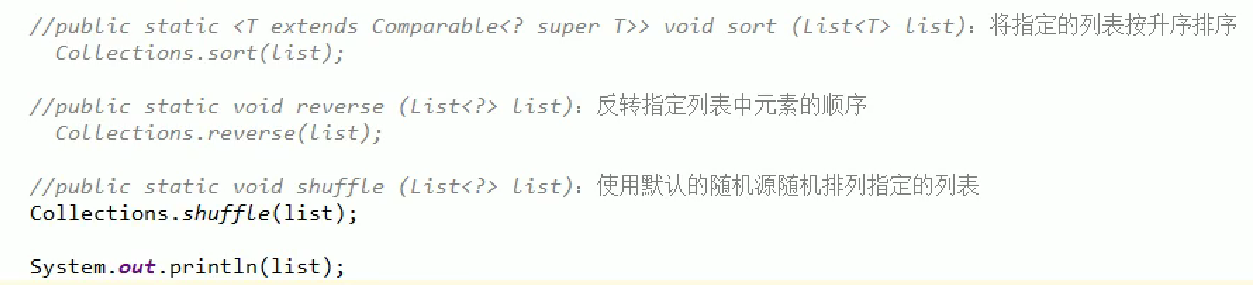 //public static <T extends Comparable<? super T>> void sort (List<T> list)：将指定的列表按升序排序
Collections.sort(list);
//public static void reverse (List<?> list)：反转指定列表中元素的顺序
Collections.reverse(list);
//public static void shuffle (List<?> list)：使用默认的随机源随机排列指定的列表
Collections.shuffle(list);
System.out.println(list);